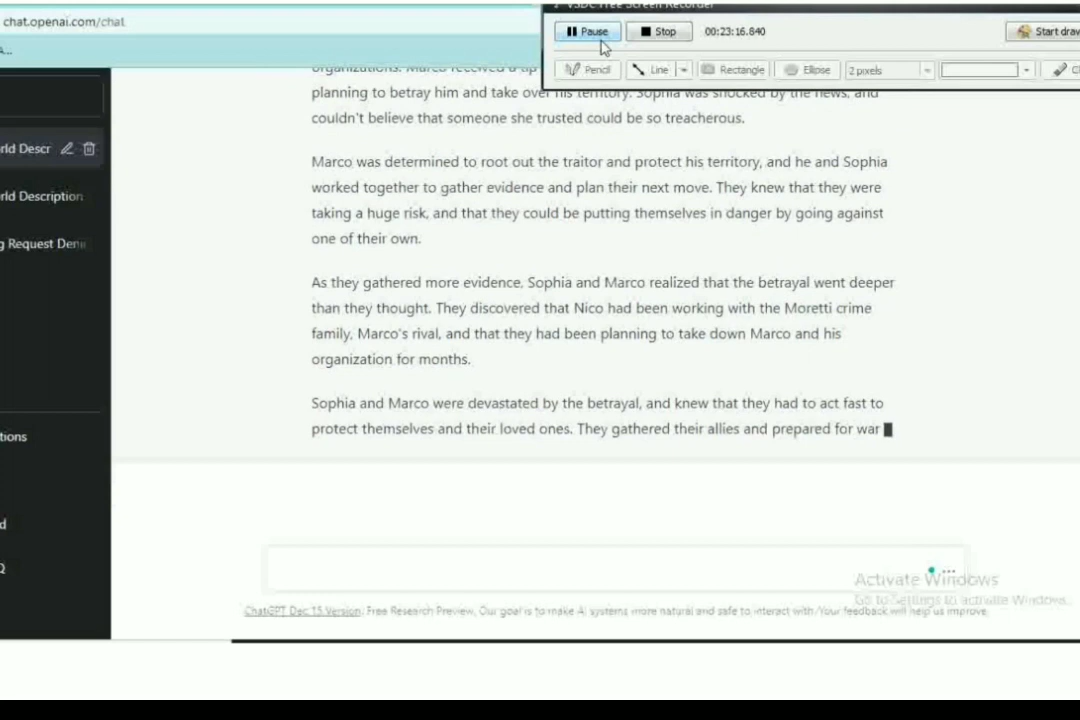 VSDC Free Screen Recorder
chat.openai.com/chat
Pause Stop 00:23:16.840 Start
A...
Pencil Line Rectangle Ellipse 2 pixels
organizations. Marco received a tip
planning to betray him and take over his territory. Sophia was shocked by the news, and
couldn't believe that someone she trusted could be so treacherous.
rld Descr
Marco was determined to root out the traitor and protect his territory, and he and Sophia
worked together to gather evidence and plan their next move. They knew that they were
rld Description
taking a huge risk, and that they could be putting themselves in danger by going against
one of their own.
g Request Deni
As they gathered more evidence, Sophia and Marco realized that the betrayal went deeper
than they thought. They discovered that Nico had been working with the Moretti crime
family, Marco's rival, and that they had been planning to take down Marco and his
organization for months.
Sophia and Marco were devastated by the betrayal, and knew that they had to act fast to
protect themselves and their loved ones. They gathered their allies and prepared for war
tions
d
Q
Activate Windows
Go to Settings to activate Windows.
ChatGPT Dec 15 Version. Free Research Preview. Our goal is to make AI systems more natural and safe to interact with. Your feedback will help us improve.